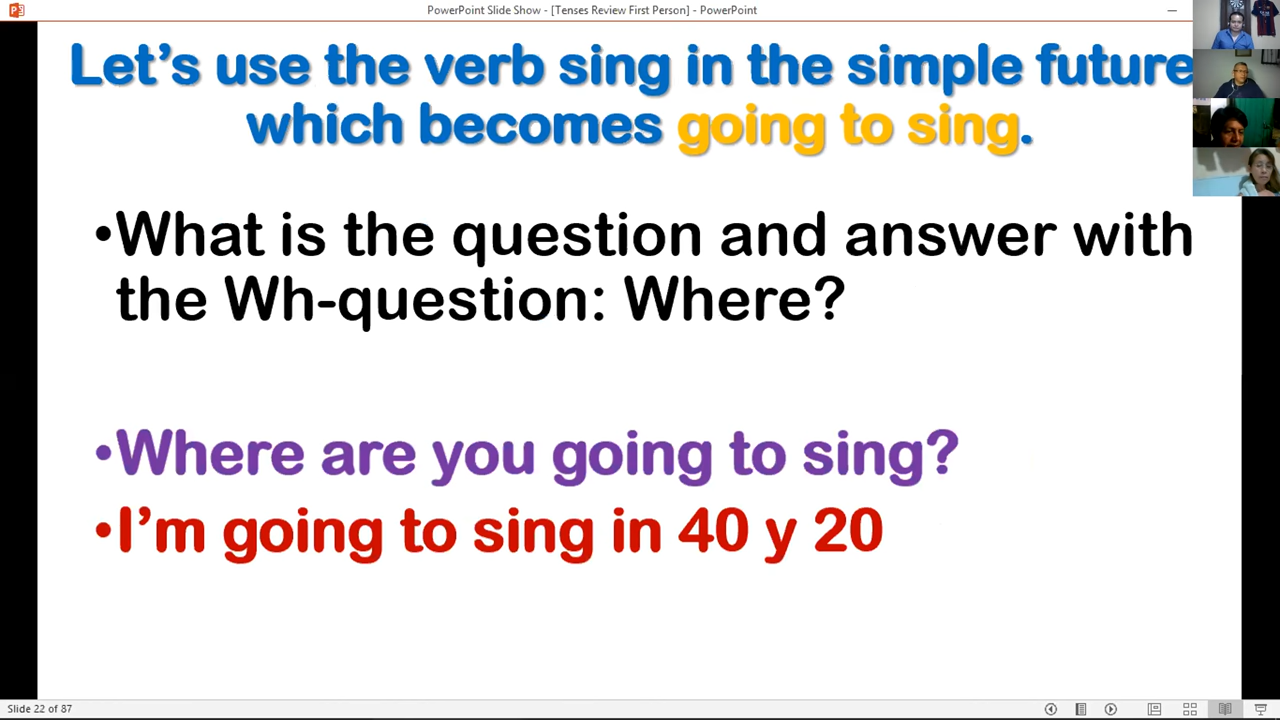 PowerPoint Slide Show - [Tenses Review First Person] - PowerPoint
Let's use the verb sing in the simple future
which becomes going to sing.
•What is the question and answer with
the Wh-question: Where?
•Where are you going to sing?
•I'm going to sing in 40 y 20
Slide 22 of 87